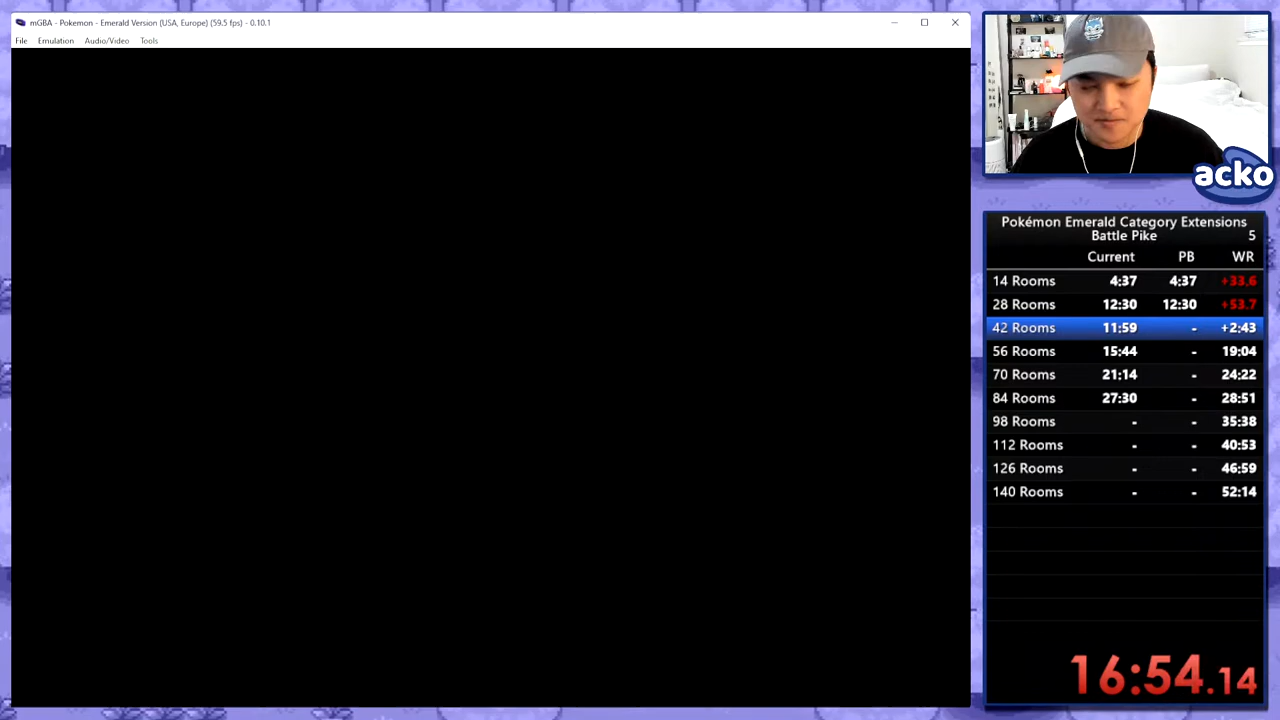 mGBA - Pokemon - Emerald Version (USA, Europe) (59.5 fps) - 0.10.1
File Emulation Audio/Video Tools
acko
Pokémon Emerald Category Extensions
Battle Pike 5
Current PB WR
14 Rooms 4:37 4:37 +33.6
28 Rooms 12:30 12:30 +53.7
42 Rooms 11:59 - +2:43
56 Rooms 15:44 - 19:04
70 Rooms 21:14 - 24:22
84 Rooms 27:30 - 28:51
98 Rooms - - 35:38
112 Rooms - - 40:53
126 Rooms - - 46:59
140 Rooms - - 52:14
16:54.14